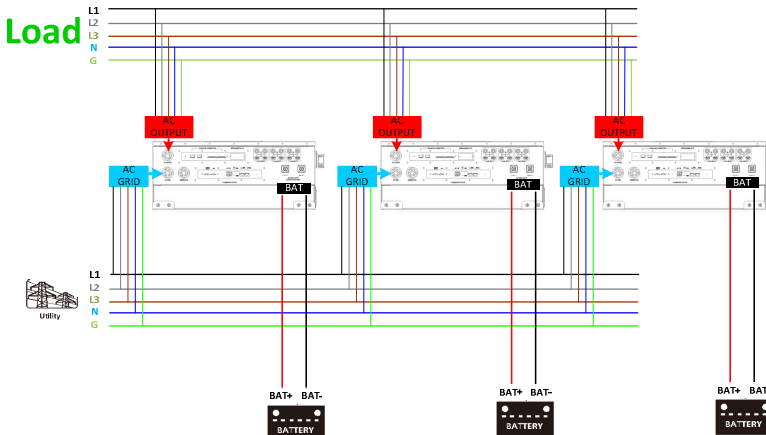 Load
L1
L2
L3
N
G
AC
OUTPUT
AC
OUTPUT
AC
OUTPUT
AC
GRID
BAT
AC
GRID
BAT
AC
GRID
BAT
L1
L2
L3
N
G
Utility
BAT+ BAT-
BATTERY
BAT+ BAT-
BATTERY
BAT+ BAT
BATTERY